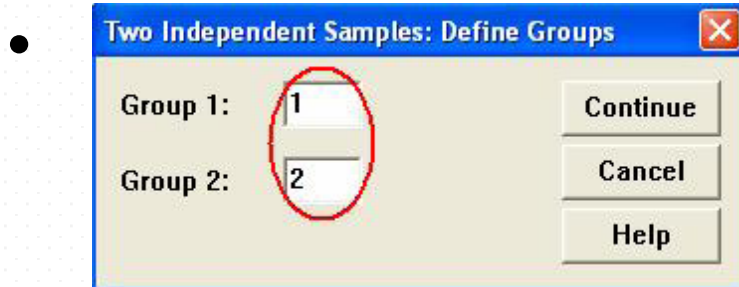 Two Independent Samples: Define Groups
Group 1: 1
Continue
Group 2: 2
Cancel
Help